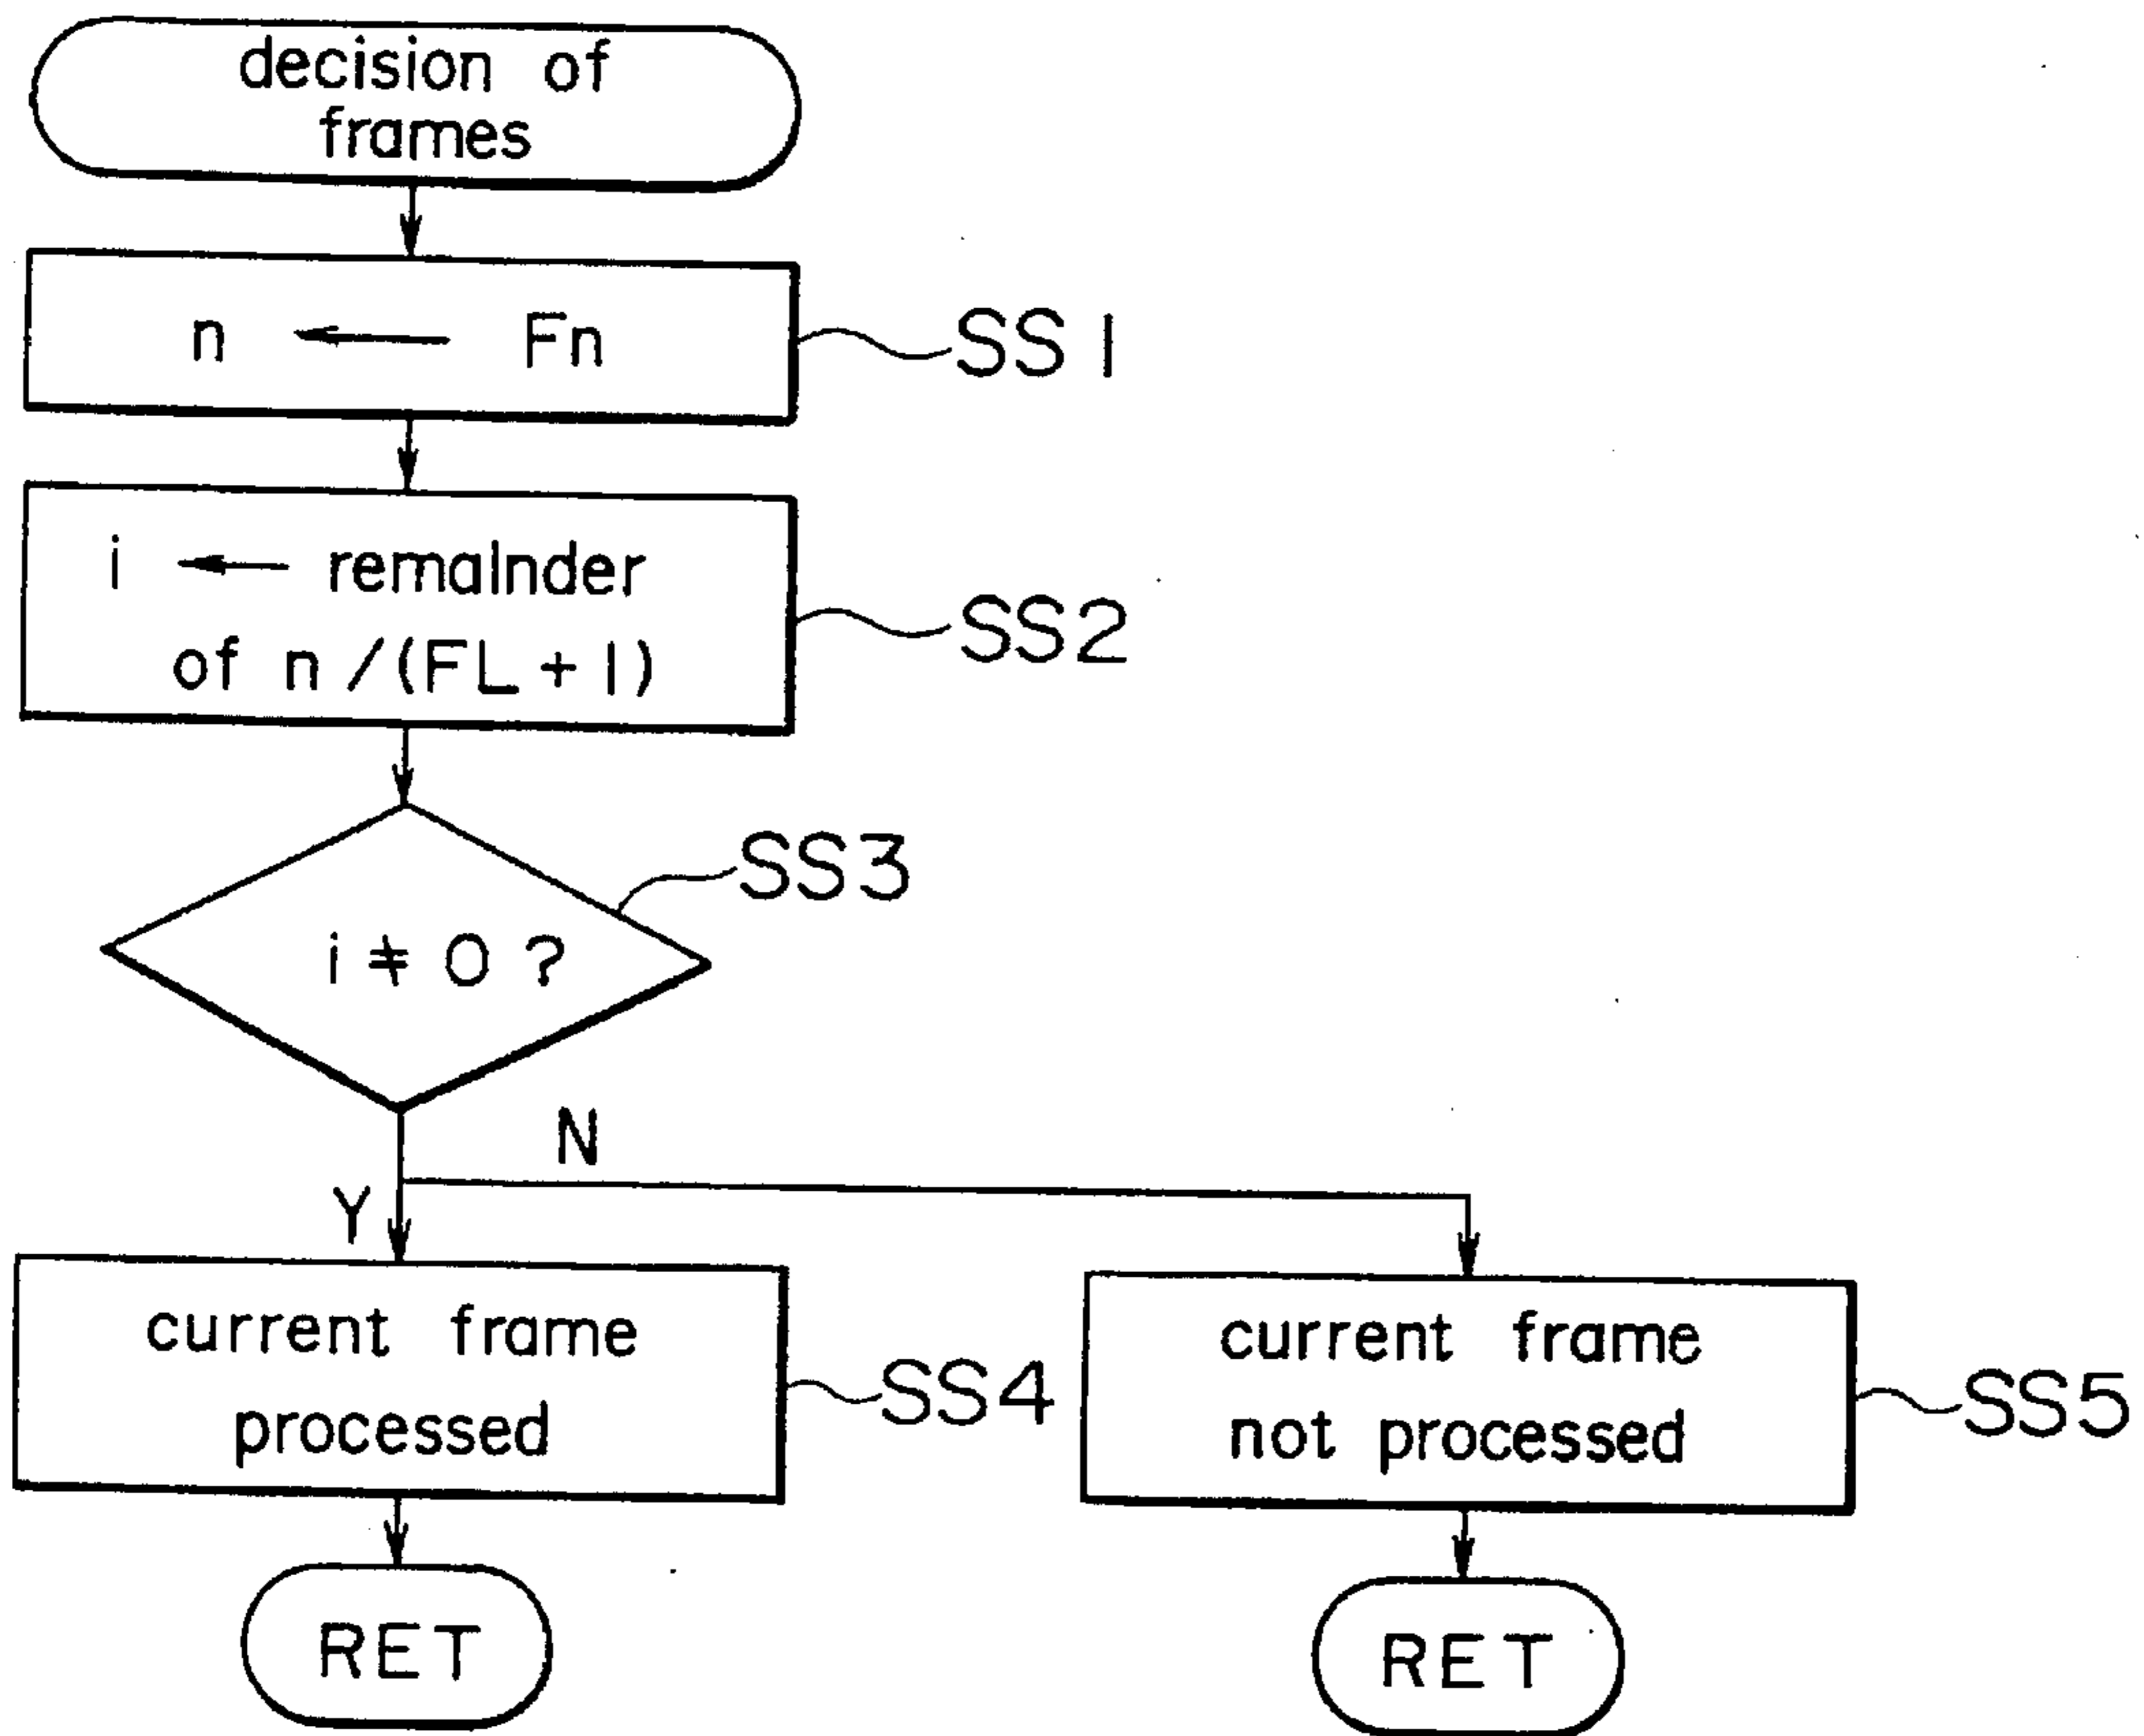 decision of
frames
n ← Fn
SS1
i ← remainder
of n/(FL+1)
SS2
SS3
i ≠ 0 ?
N
Y
current frame
processed
SS4
current frame
not processed
SS5
RET
RET